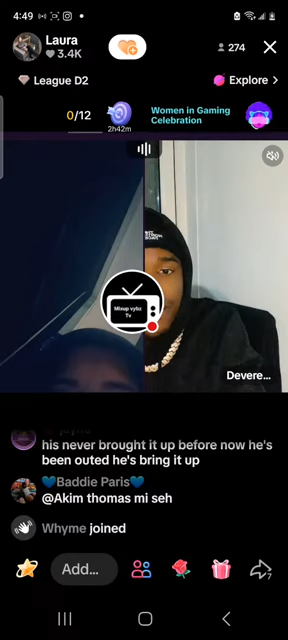 4:49
Laura
3.4K
274
League D2
Explore >
0/12
2h42m
Women in Gaming
Celebration
Mixup vybz
Tv
Devere...
his never brought it up before now he's
been outed he's bring it up
💙Baddie Paris💙
@Akim thomas mi seh
Whyme joined
Add...
7